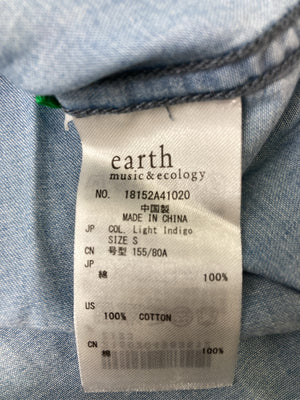 earth
music&ecology
NO. 18152A41020
中国製
MADE IN CHINA
JP COL. Light Indigo
SIZE S
CN 号型 155/80A
JP
綿 100%
US
100% COTTON
CN
棉 100%